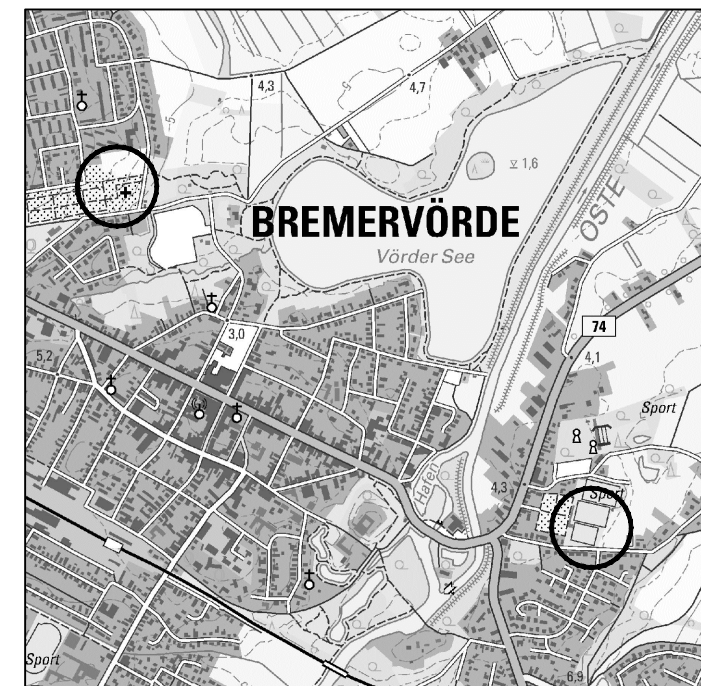 4,3
4,7
5
1,6
BREMERVÖRDE
Vörder See
OSTE
74
3,0
5,2
4,1
Sport
Hafen
4,3
Sport
Sport
6,9